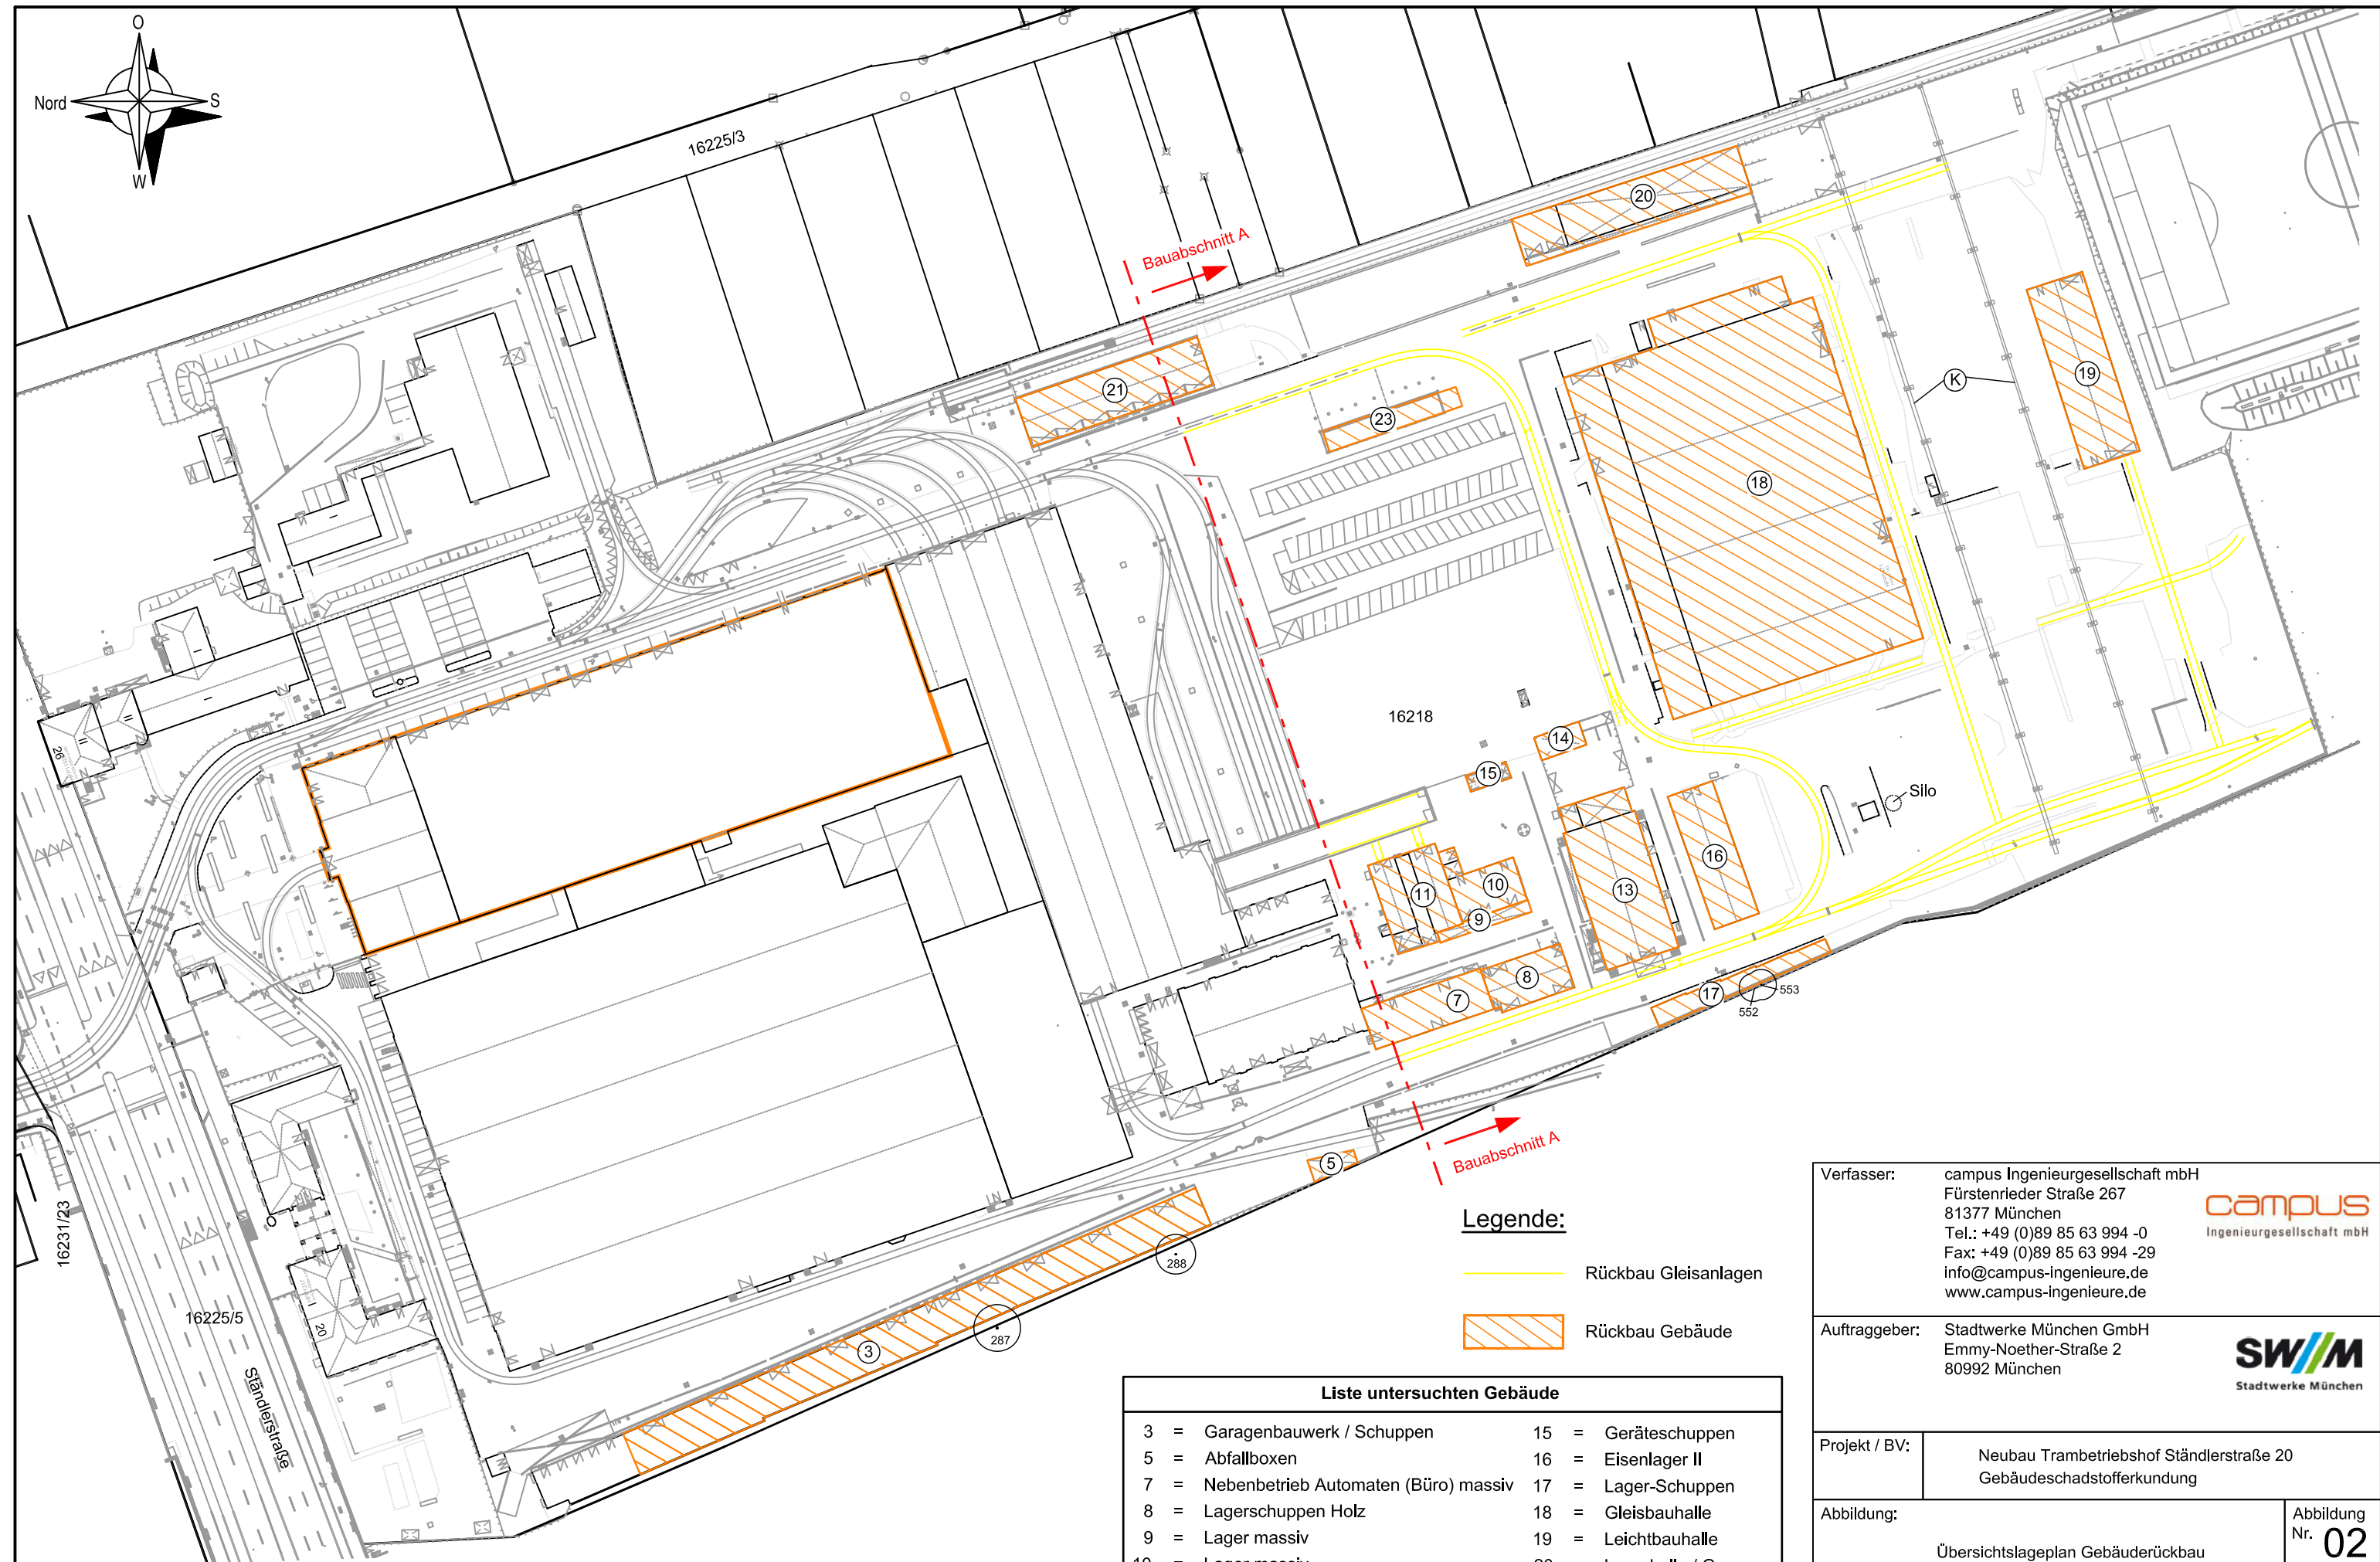 O
Nord
S
W
16225/3
Bauabschnitt A
20
21
23
19
K
18
16218
14
15
Silo
16
13
11
10
9
8
7
17
553
552
26
II
II
I
I
I
5
Bauabschnitt A
288
287
3
16231/23
16225/5
Ständlerstraße
20
I
Legende:
Rückbau Gleisanlagen
Rückbau Gebäude
Liste untersuchten Gebäude
3 = Garagenbauwerk / Schuppen
5 = Abfallboxen
7 = Nebenbetrieb Automaten (Büro) massiv
8 = Lagerschuppen Holz
9 = Lager massiv
10 = Lager massiv
15 = Geräteschuppen
16 = Eisenlager II
17 = Lager-Schuppen
18 = Gleisbauhalle
19 = Leichtbauhalle
Verfasser:
campus Ingenieurgesellschaft mbH
Fürstenrieder Straße 267
81377 München
Tel.: +49 (0)89 85 63 994 -0
Fax: +49 (0)89 85 63 994 -29
info@campus-ingenieure.de
www.campus-ingenieure.de
campus
Ingenieurgesellschaft mbH
Auftraggeber:
Stadtwerke München GmbH
Emmy-Noether-Straße 2
80992 München
SWM
Stadtwerke München
Projekt / BV:
Neubau Trambetriebshof Ständlerstraße 20
Gebäudeschadstofferkundung
Abbildung:
Übersichtslageplan Gebäuderückbau
Abbildung
Nr. 02